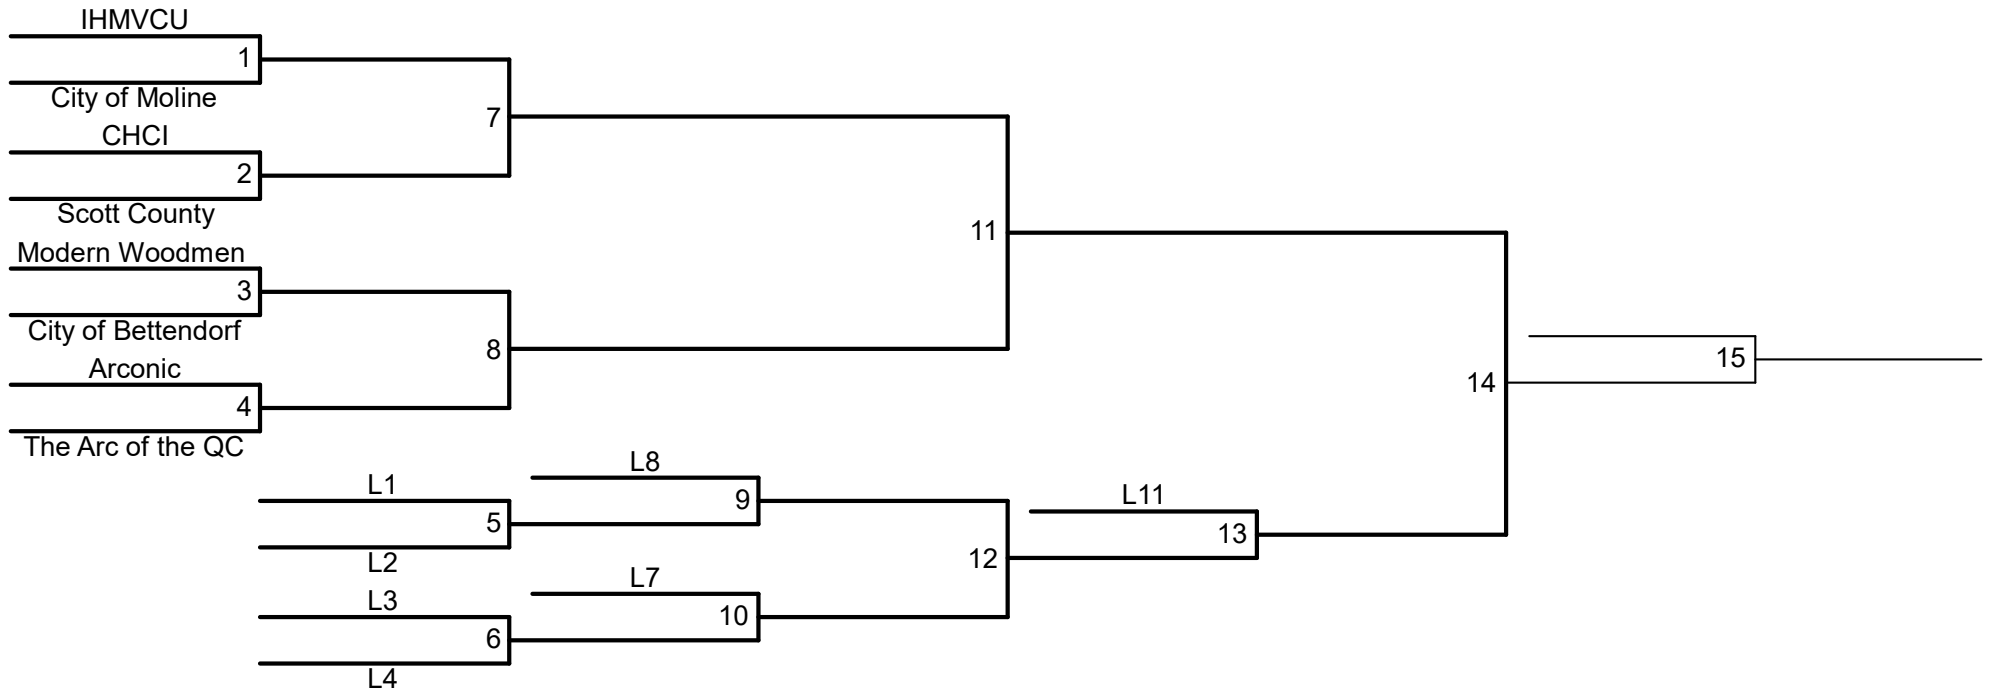 IHMVCU
1
City of Moline
7
CHCI
2
Scott County
11
Modern Woodmen
3
City of Bettendorf
8
Arconic
4
The Arc of the QC
15
14
L8
L1
9
5
L11
13
L2
12
L7
L3
10
6
L4